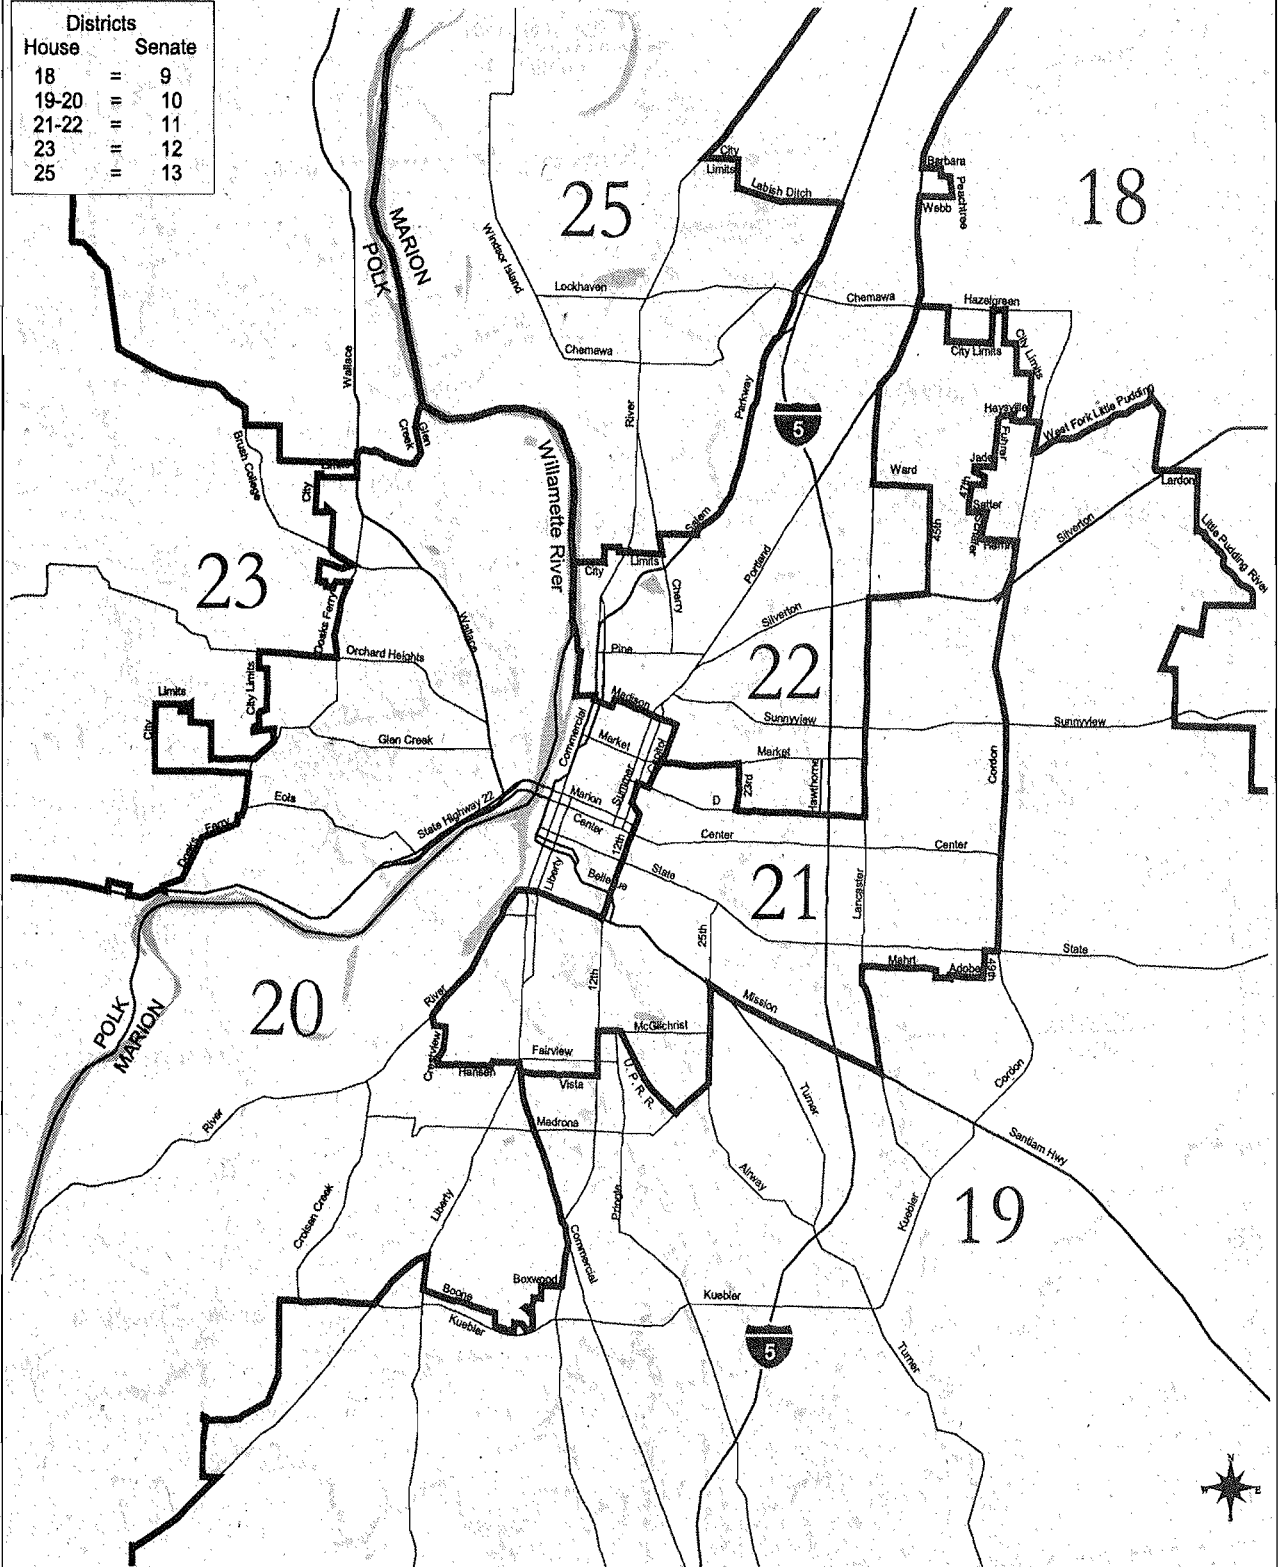 Districts
House Senate
18 = 9
19-20 = 10
21-22 = 11
23 = 12
25 = 13
25
18
23
22
21
20
19
MARION
POLK
Willamette River
Wallace
Windsor Island
Lockhaven
Chemawa
Chemawa
River
Parkway
City
Limits
Labish Ditch
Barbara
Peachtree
Webb
Hazelgreen
City Limits
City Limits
5
Haysville
Fuhrer
West Fork Little Pudding
Jade
47th
Satter
Ward
45th
Lardon
Silverton
Little Pudding River
Glen
Creek
Brush College
Limits
City
Salem
City
Limits
Cherry
Portland
Silverton
Pine
Doaks Ferry
Orchard Heights
Wallace
City Limits
Limits
City
Glen Creek
Madison
Commercial
Market
Summer
Capitol
Sunnyview
Sunnyview
Market
23rd
Hawthorne
D
Cordon
Eola
State Highway 22
Doaks Ferry
Marion
Center
12th
Center
Center
Liberty
Bellevue
State
Lancaster
25th
State
Mahrt
Adobe
49th
12th
Mission
POLK
MARION
River
Crestview
Hansen
Fairview
Vista
McGilchrist
U. P. R. R.
Turner
Cordon
River
Madrona
Santiam Hwy
Airway
Croisan Creek
Liberty
Pringle
Kuebler
Commercial
Boone
Boxwood
Kuebler
Kuebler
5
Turner
N
W E
S